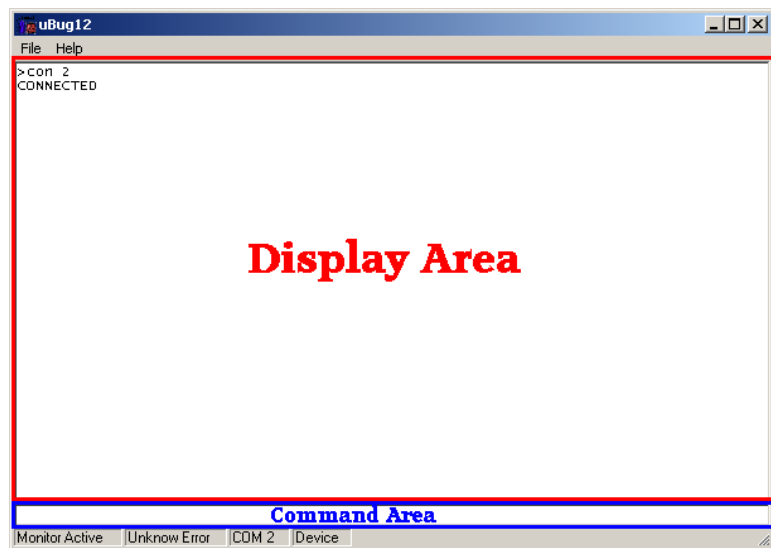 uBug12
File Help
>con 2
CONNECTED
Display Area
Command Area
Monitor Active Unknow Error COM 2 Device